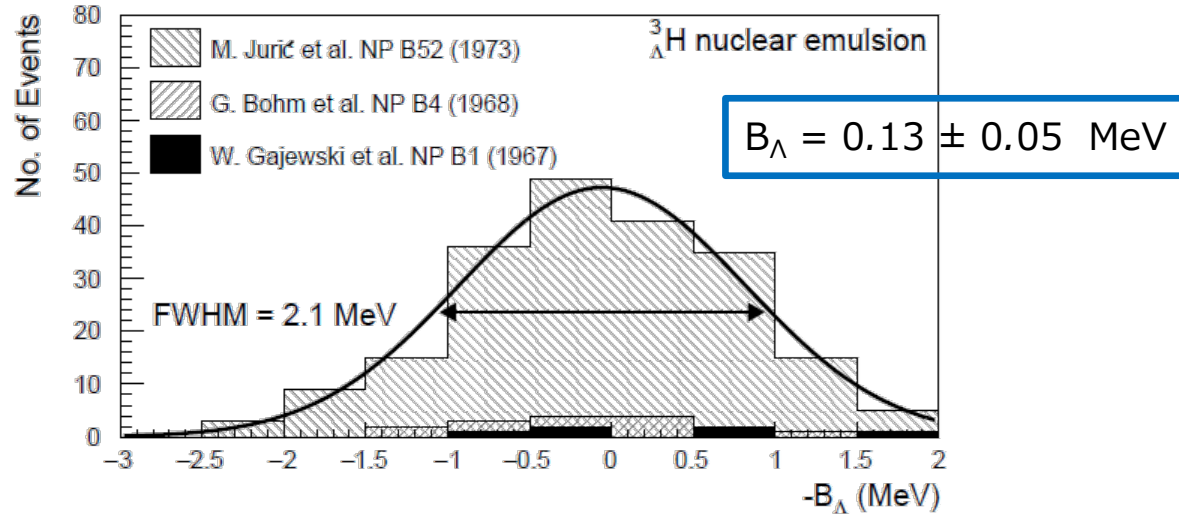 No. of Events
80
70
60
50
40
30
20
10
0
M. Jurič et al. NP B52 (1973)
G. Bohm et al. NP B4 (1968)
W. Gajewski et al. NP B1 (1967)
³ΛH nuclear emulsion
BΛ = 0.13 ± 0.05 MeV
FWHM = 2.1 MeV
−3 −2.5 −2 −1.5 −1 −0.5 0 0.5 1 1.5 2
-BΛ (MeV)